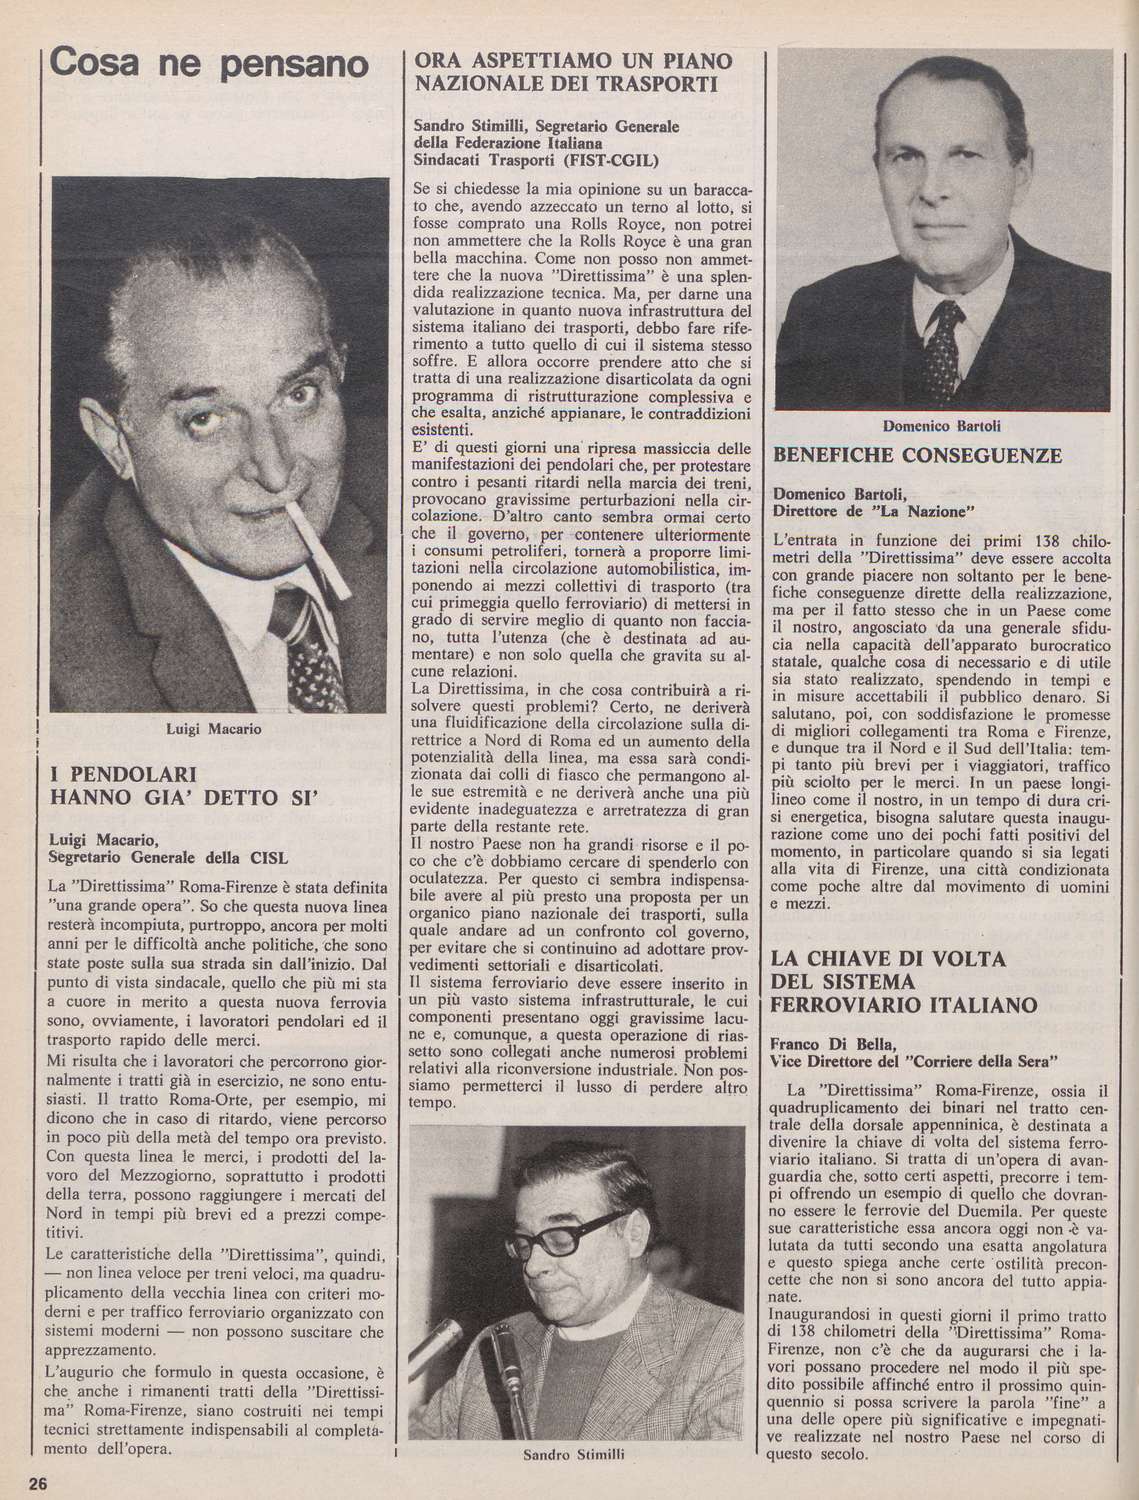 Cosa ne pensano
Luigi Macario
I PENDOLARI
HANNO GIA' DETTO SI'
Luigi Macario,
Segretario Generale della CISL
La "Direttissima" Roma-Firenze è stata definita
"una grande opera". So che questa nuova linea
resterà incompiuta, purtroppo, ancora per molti
anni per le difficoltà anche politiche, che sono
state poste sulla sua strada sin dall'inizio. Dal
punto di vista sindacale, quello che più mi sta
a cuore in merito a questa nuova ferrovia
sono, ovviamente, i lavoratori pendolari ed il
trasporto rapido delle merci.
Mi risulta che i lavoratori che percorrono gior-
nalmente i tratti già in esercizio, ne sono entu-
siasti. Il tratto Roma-Orte, per esempio, mi
dicono che in caso di ritardo, viene percorso
in poco più della metà del tempo ora previsto.
Con questa linea le merci, i prodotti del la-
voro del Mezzogiorno, soprattutto i prodotti
della terra, possono raggiungere i mercati del
Nord in tempi più brevi ed a prezzi compe-
titivi.
Le caratteristiche della "Direttissima", quindi,
— non linea veloce per treni veloci, ma quadru-
plicamento della vecchia linea con criteri mo-
derni e per traffico ferroviario organizzato con
sistemi moderni — non possono suscitare che
apprezzamento.
L'augurio che formulo in questa occasione, è
che anche i rimanenti tratti della "Direttissi-
ma" Roma-Firenze, siano costruiti nei tempi
tecnici strettamente indispensabili al completa-
mento dell'opera.
26
ORA ASPETTIAMO UN PIANO
NAZIONALE DEI TRASPORTI
Sandro Stimilli, Segretario Generale
della Federazione Italiana
Sindacati Trasporti (FIST-CGIL)
Se si chiedesse la mia opinione su un baracca-
to che, avendo azzeccato un terno al lotto, si
fosse comprato una Rolls Royce, non potrei
non ammettere che la Rolls Royce è una gran
bella macchina. Come non posso non ammet-
tere che la nuova "Direttissima" è una splen-
dida realizzazione tecnica. Ma, per darne una
valutazione in quanto nuova infrastruttura del
sistema italiano dei trasporti, debbo fare rife-
rimento a tutto quello di cui il sistema stesso
soffre. E allora occorre prendere atto che si
tratta di una realizzazione disarticolata da ogni
programma di ristrutturazione complessiva e
che esalta, anziché appianare, le contraddizioni
esistenti.
E' di questi giorni una ripresa massiccia delle
manifestazioni dei pendolari che, per protestare
contro i pesanti ritardi nella marcia dei treni,
provocano gravissime perturbazioni nella cir-
colazione. D'altro canto sembra ormai certo
che il governo, per contenere ulteriormente
i consumi petroliferi, tornerà a proporre limi-
tazioni nella circolazione automobilistica, im-
ponendo ai mezzi collettivi di trasporto (tra
cui primeggia quello ferroviario) di mettersi in
grado di servire meglio di quanto non faccia-
no, tutta l'utenza (che è destinata ad au-
mentare) e non solo quella che gravita su al-
cune relazioni.
La Direttissima, in che cosa contribuirà a ri-
solvere questi problemi? Certo, ne deriverà
una fluidificazione della circolazione sulla di-
rettrice a Nord di Roma ed un aumento della
potenzialità della linea, ma essa sarà condi-
zionata dai colli di fiasco che permangono al-
le sue estremità e ne deriverà anche una più
evidente inadeguatezza e arretratezza di gran
parte della restante rete.
Il nostro Paese non ha grandi risorse e il po-
co che c'è dobbiamo cercare di spenderlo con
oculatezza. Per questo ci sembra indispensa-
bile avere al più presto una proposta per un
organico piano nazionale dei trasporti, sulla
quale andare ad un confronto col governo,
per evitare che si continuino ad adottare prov-
vedimenti settoriali e disarticolati.
Il sistema ferroviario deve essere inserito in
un più vasto sistema infrastrutturale, le cui
componenti presentano oggi gravissime lacu-
ne e, comunque, a questa operazione di rias-
setto sono collegati anche numerosi problemi
relativi alla riconversione industriale. Non pos-
siamo permetterci il lusso di perdere altro
tempo.
Sandro Stimilli
Domenico Bartoli
BENEFICHE CONSEGUENZE
Domenico Bartoli,
Direttore de "La Nazione"
L'entrata in funzione dei primi 138 chilo-
metri della "Direttissima" deve essere accolta
con grande piacere non soltanto per le bene-
fiche conseguenze dirette della realizzazione,
ma per il fatto stesso che in un Paese come
il nostro, angosciato da una generale sfidu-
cia nella capacità dell'apparato burocratico
statale, qualche cosa di necessario e di utile
sia stato realizzato, spendendo in tempi e
in misure accettabili il pubblico denaro. Si
salutano, poi, con soddisfazione le promesse
di migliori collegamenti tra Roma e Firenze,
e dunque tra il Nord e il Sud dell'Italia: tem-
pi tanto più brevi per i viaggiatori, traffico
più sciolto per le merci. In un paese longi-
lineo come il nostro, in un tempo di dura cri-
si energetica, bisogna salutare questa inaugu-
razione come uno dei pochi fatti positivi del
momento, in particolare quando si sia legati
alla vita di Firenze, una città condizionata
come poche altre dal movimento di uomini
e mezzi.
LA CHIAVE DI VOLTA
DEL SISTEMA
FERROVIARIO ITALIANO
Franco Di Bella,
Vice Direttore del "Corriere della Sera"
La "Direttissima" Roma-Firenze, ossia il
quadruplicamento dei binari nel tratto cen-
trale della dorsale appenninica, è destinata a
divenire la chiave di volta del sistema ferro-
viario italiano. Si tratta di un'opera di avan-
guardia che, sotto certi aspetti, precorre i tem-
pi offrendo un esempio di quello che dovran-
no essere le ferrovie del Duemila. Per queste
sue caratteristiche essa ancora oggi non è va-
lutata da tutti secondo una esatta angolatura
e questo spiega anche certe ostilità precon-
cette che non si sono ancora del tutto appia-
nate.
Inaugurandosi in questi giorni il primo tratto
di 138 chilometri della "Direttissima" Roma-
Firenze, non c'è che da augurarsi che i la-
vori possano procedere nel modo il più spe-
dito possibile affinché entro il prossimo quin-
quennio si possa scrivere la parola "fine" a
una delle opere più significative e impegnati-
ve realizzate nel nostro Paese nel corso di
questo secolo.